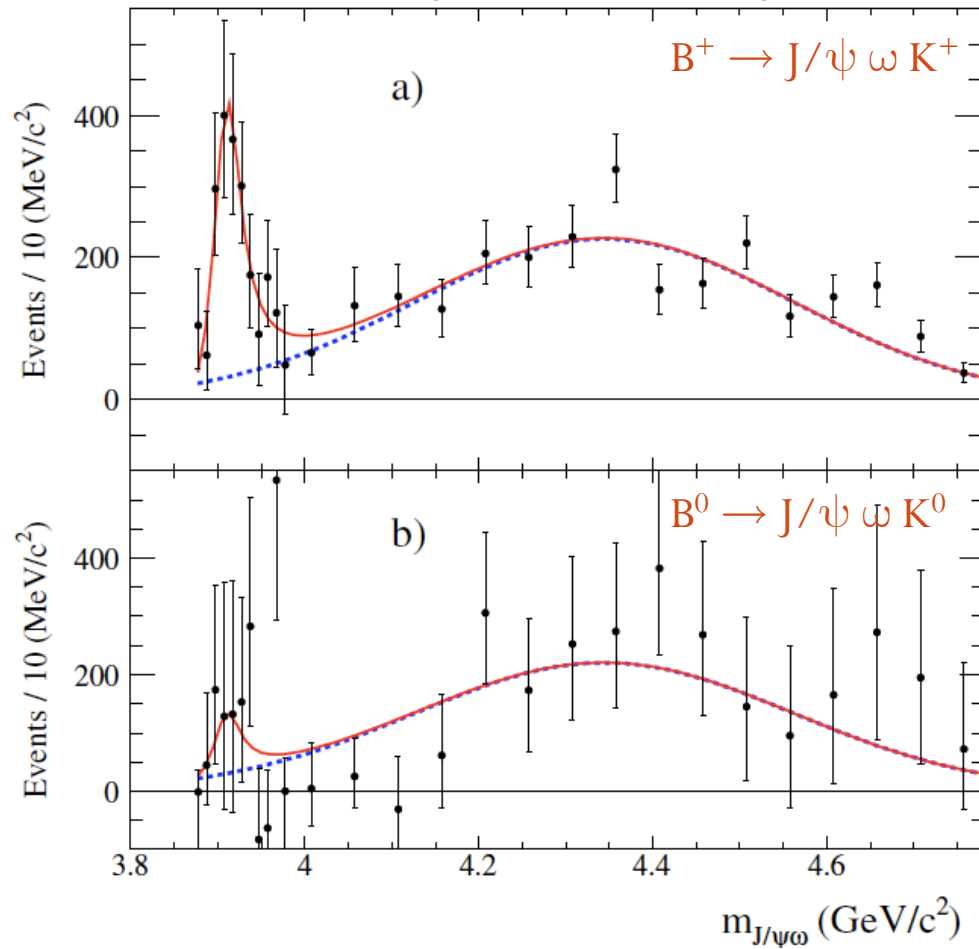 B⁺ → J/ψ ω K⁺
a)
Events / 10 (MeV/c²)
400
200
0
B⁰ → J/ψ ω K⁰
b)
Events / 10 (MeV/c²)
400
200
0
3.8 4 4.2 4.4 4.6
m_J/ψω (GeV/c²)